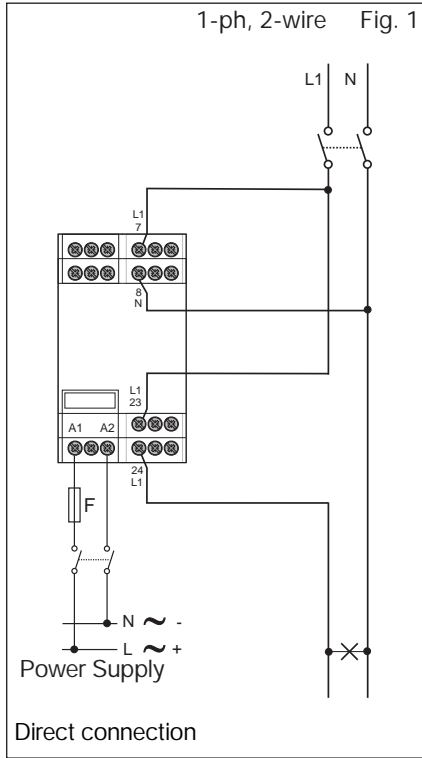 1-ph, 2-wire Fig. 1
L1 N
L1
7
8
N
L1
23
A1 A2
24
L1
F
N ~ -
L ~ +
Power Supply
Direct connection